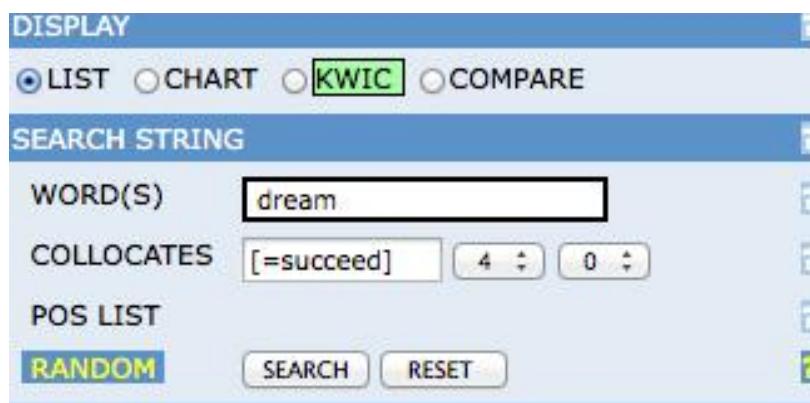 DISPLAY
LIST CHART KWIC COMPARE
SEARCH STRING
WORD(S) dream
COLLOCATES [=succeed] 4 0
POS LIST
RANDOM SEARCH RESET